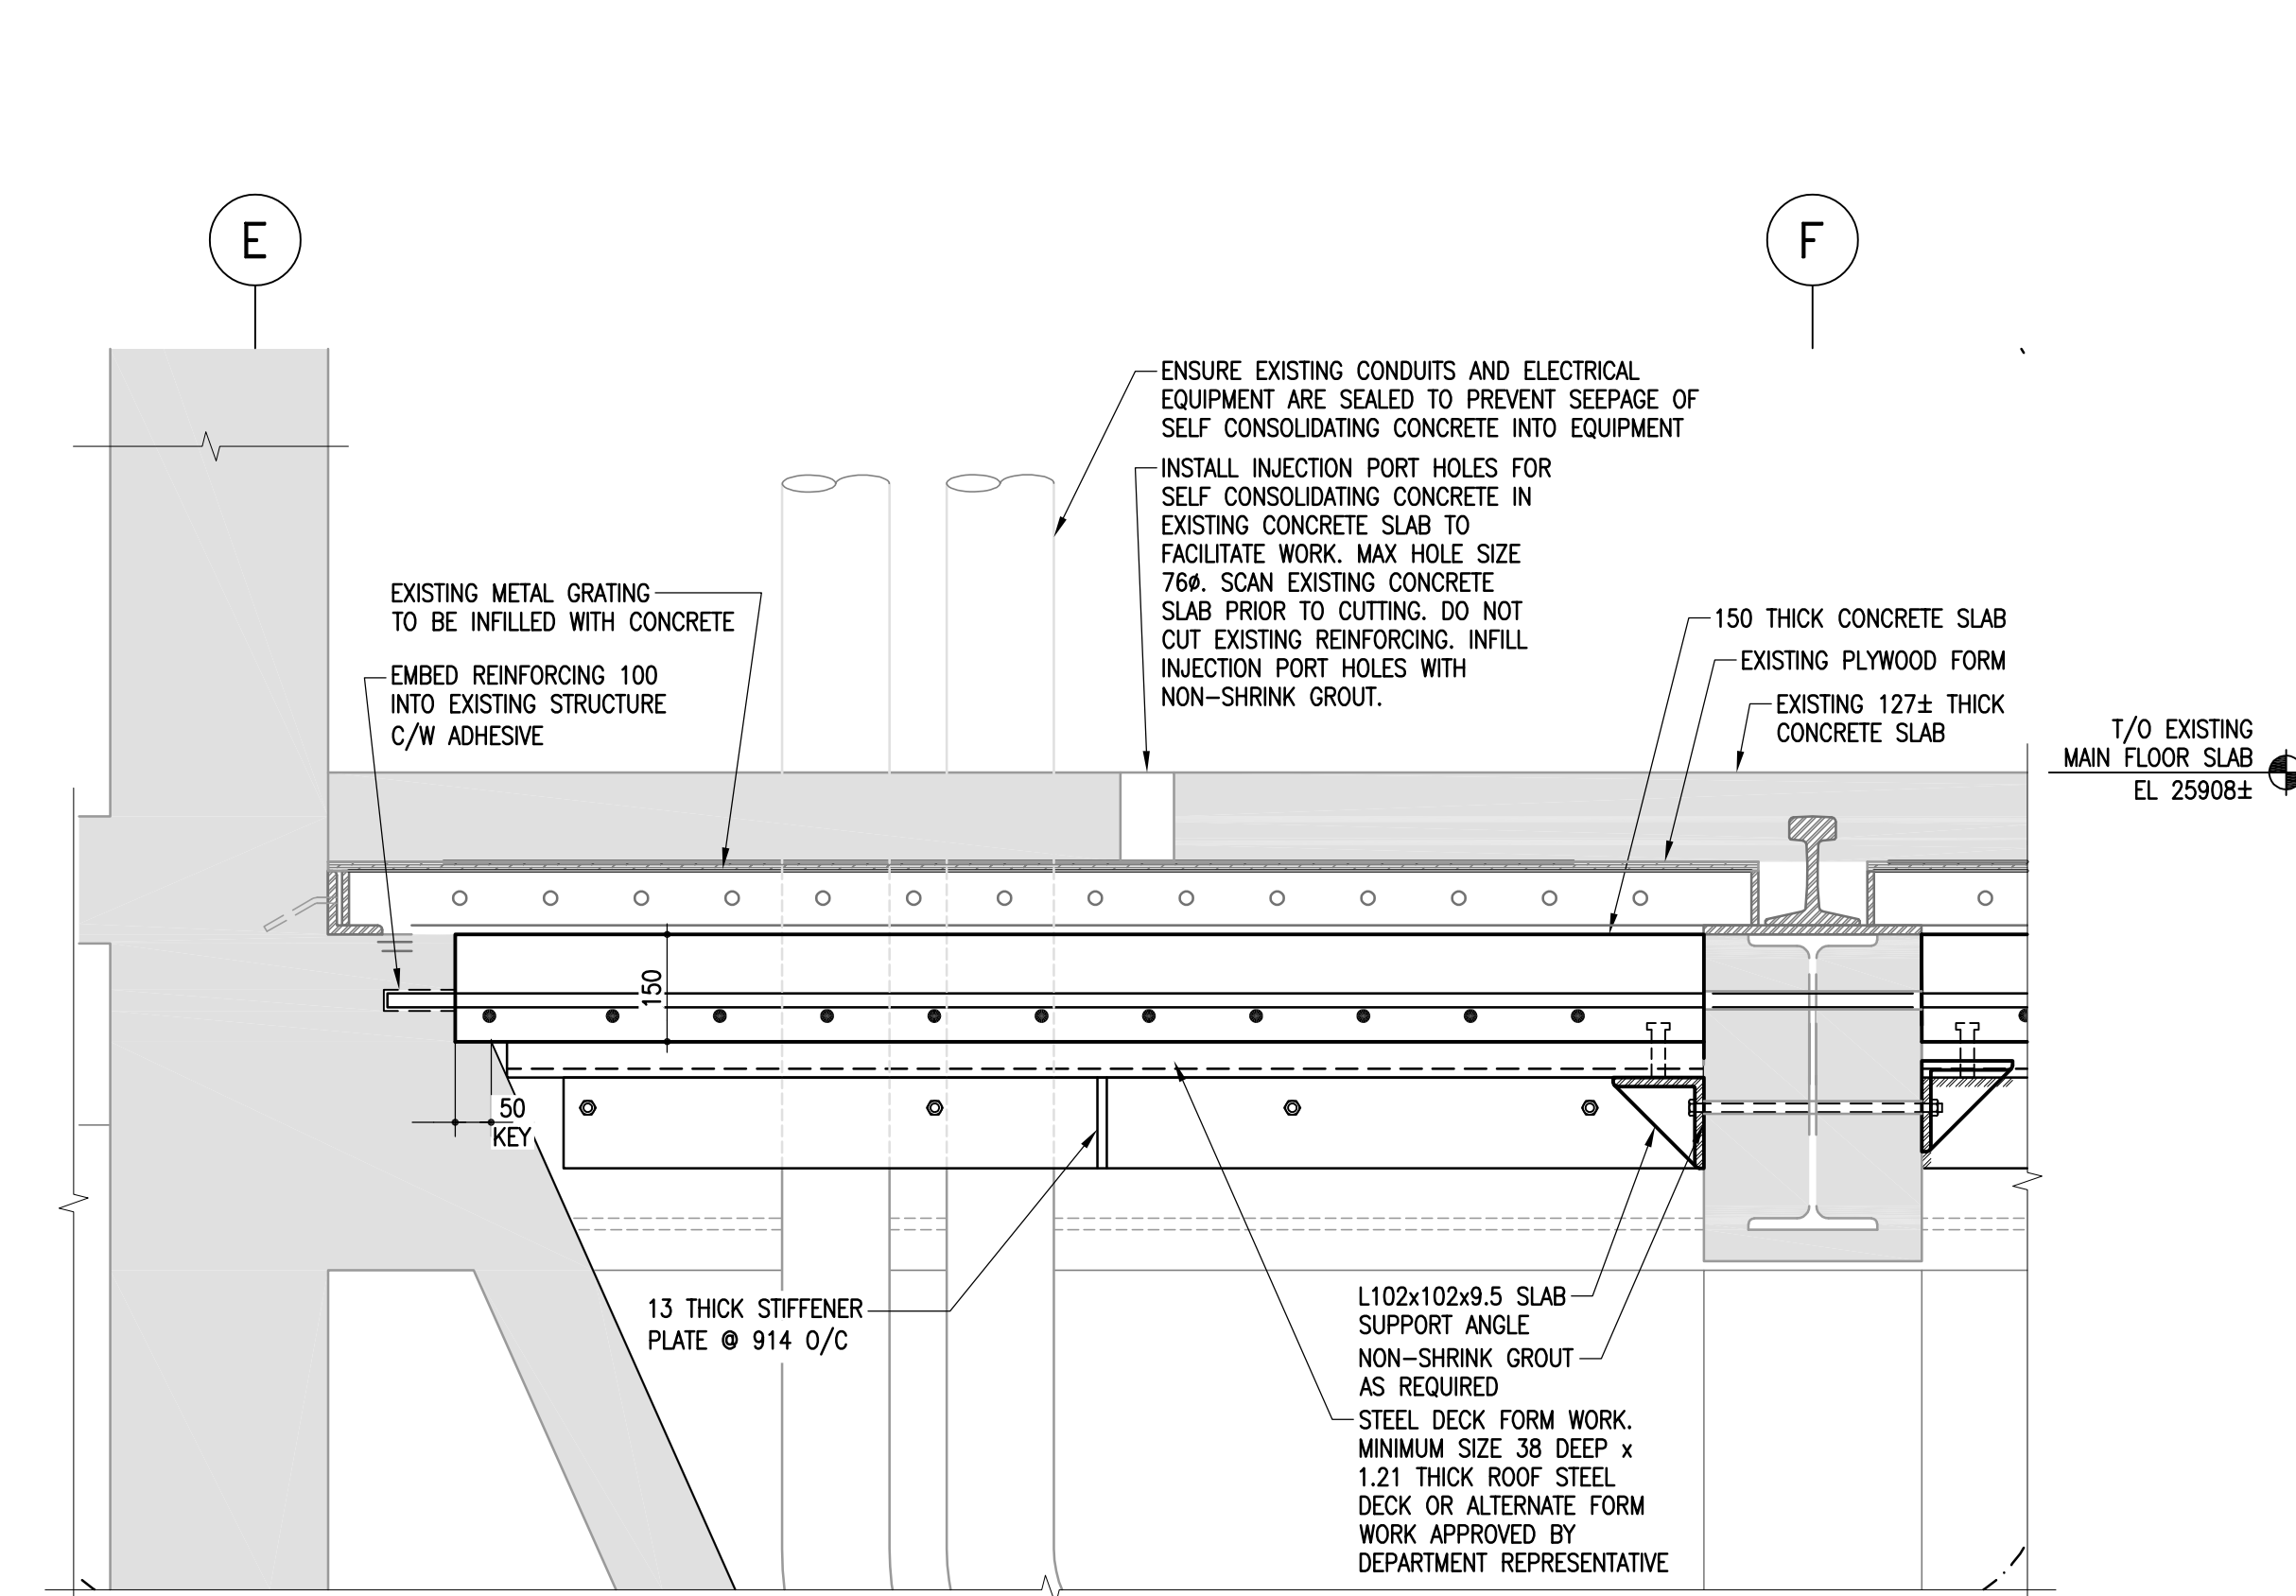 E
F
ENSURE EXISTING CONDUITS AND ELECTRICAL
EQUIPMENT ARE SEALED TO PREVENT SEEPAGE OF
SELF CONSOLIDATING CONCRETE INTO EQUIPMENT
INSTALL INJECTION PORT HOLES FOR
SELF CONSOLIDATING CONCRETE IN
EXISTING CONCRETE SLAB TO
FACILITATE WORK. MAX HOLE SIZE
76ø. SCAN EXISTING CONCRETE
SLAB PRIOR TO CUTTING. DO NOT
CUT EXISTING REINFORCING. INFILL
INJECTION PORT HOLES WITH
NON-SHRINK GROUT.
EXISTING METAL GRATING
TO BE INFILLED WITH CONCRETE
EMBED REINFORCING 100
INTO EXISTING STRUCTURE
C/W ADHESIVE
150 THICK CONCRETE SLAB
EXISTING PLYWOOD FORM
EXISTING 127± THICK
CONCRETE SLAB
T/O EXISTING
MAIN FLOOR SLAB
EL 25908±
150
50
KEY
13 THICK STIFFENER
PLATE @ 914 O/C
L102x102x9.5 SLAB
SUPPORT ANGLE
NON-SHRINK GROUT
AS REQUIRED
STEEL DECK FORM WORK.
MINIMUM SIZE 38 DEEP x
1.21 THICK ROOF STEEL
DECK OR ALTERNATE FORM
WORK APPROVED BY
DEPARTMENT REPRESENTATIVE